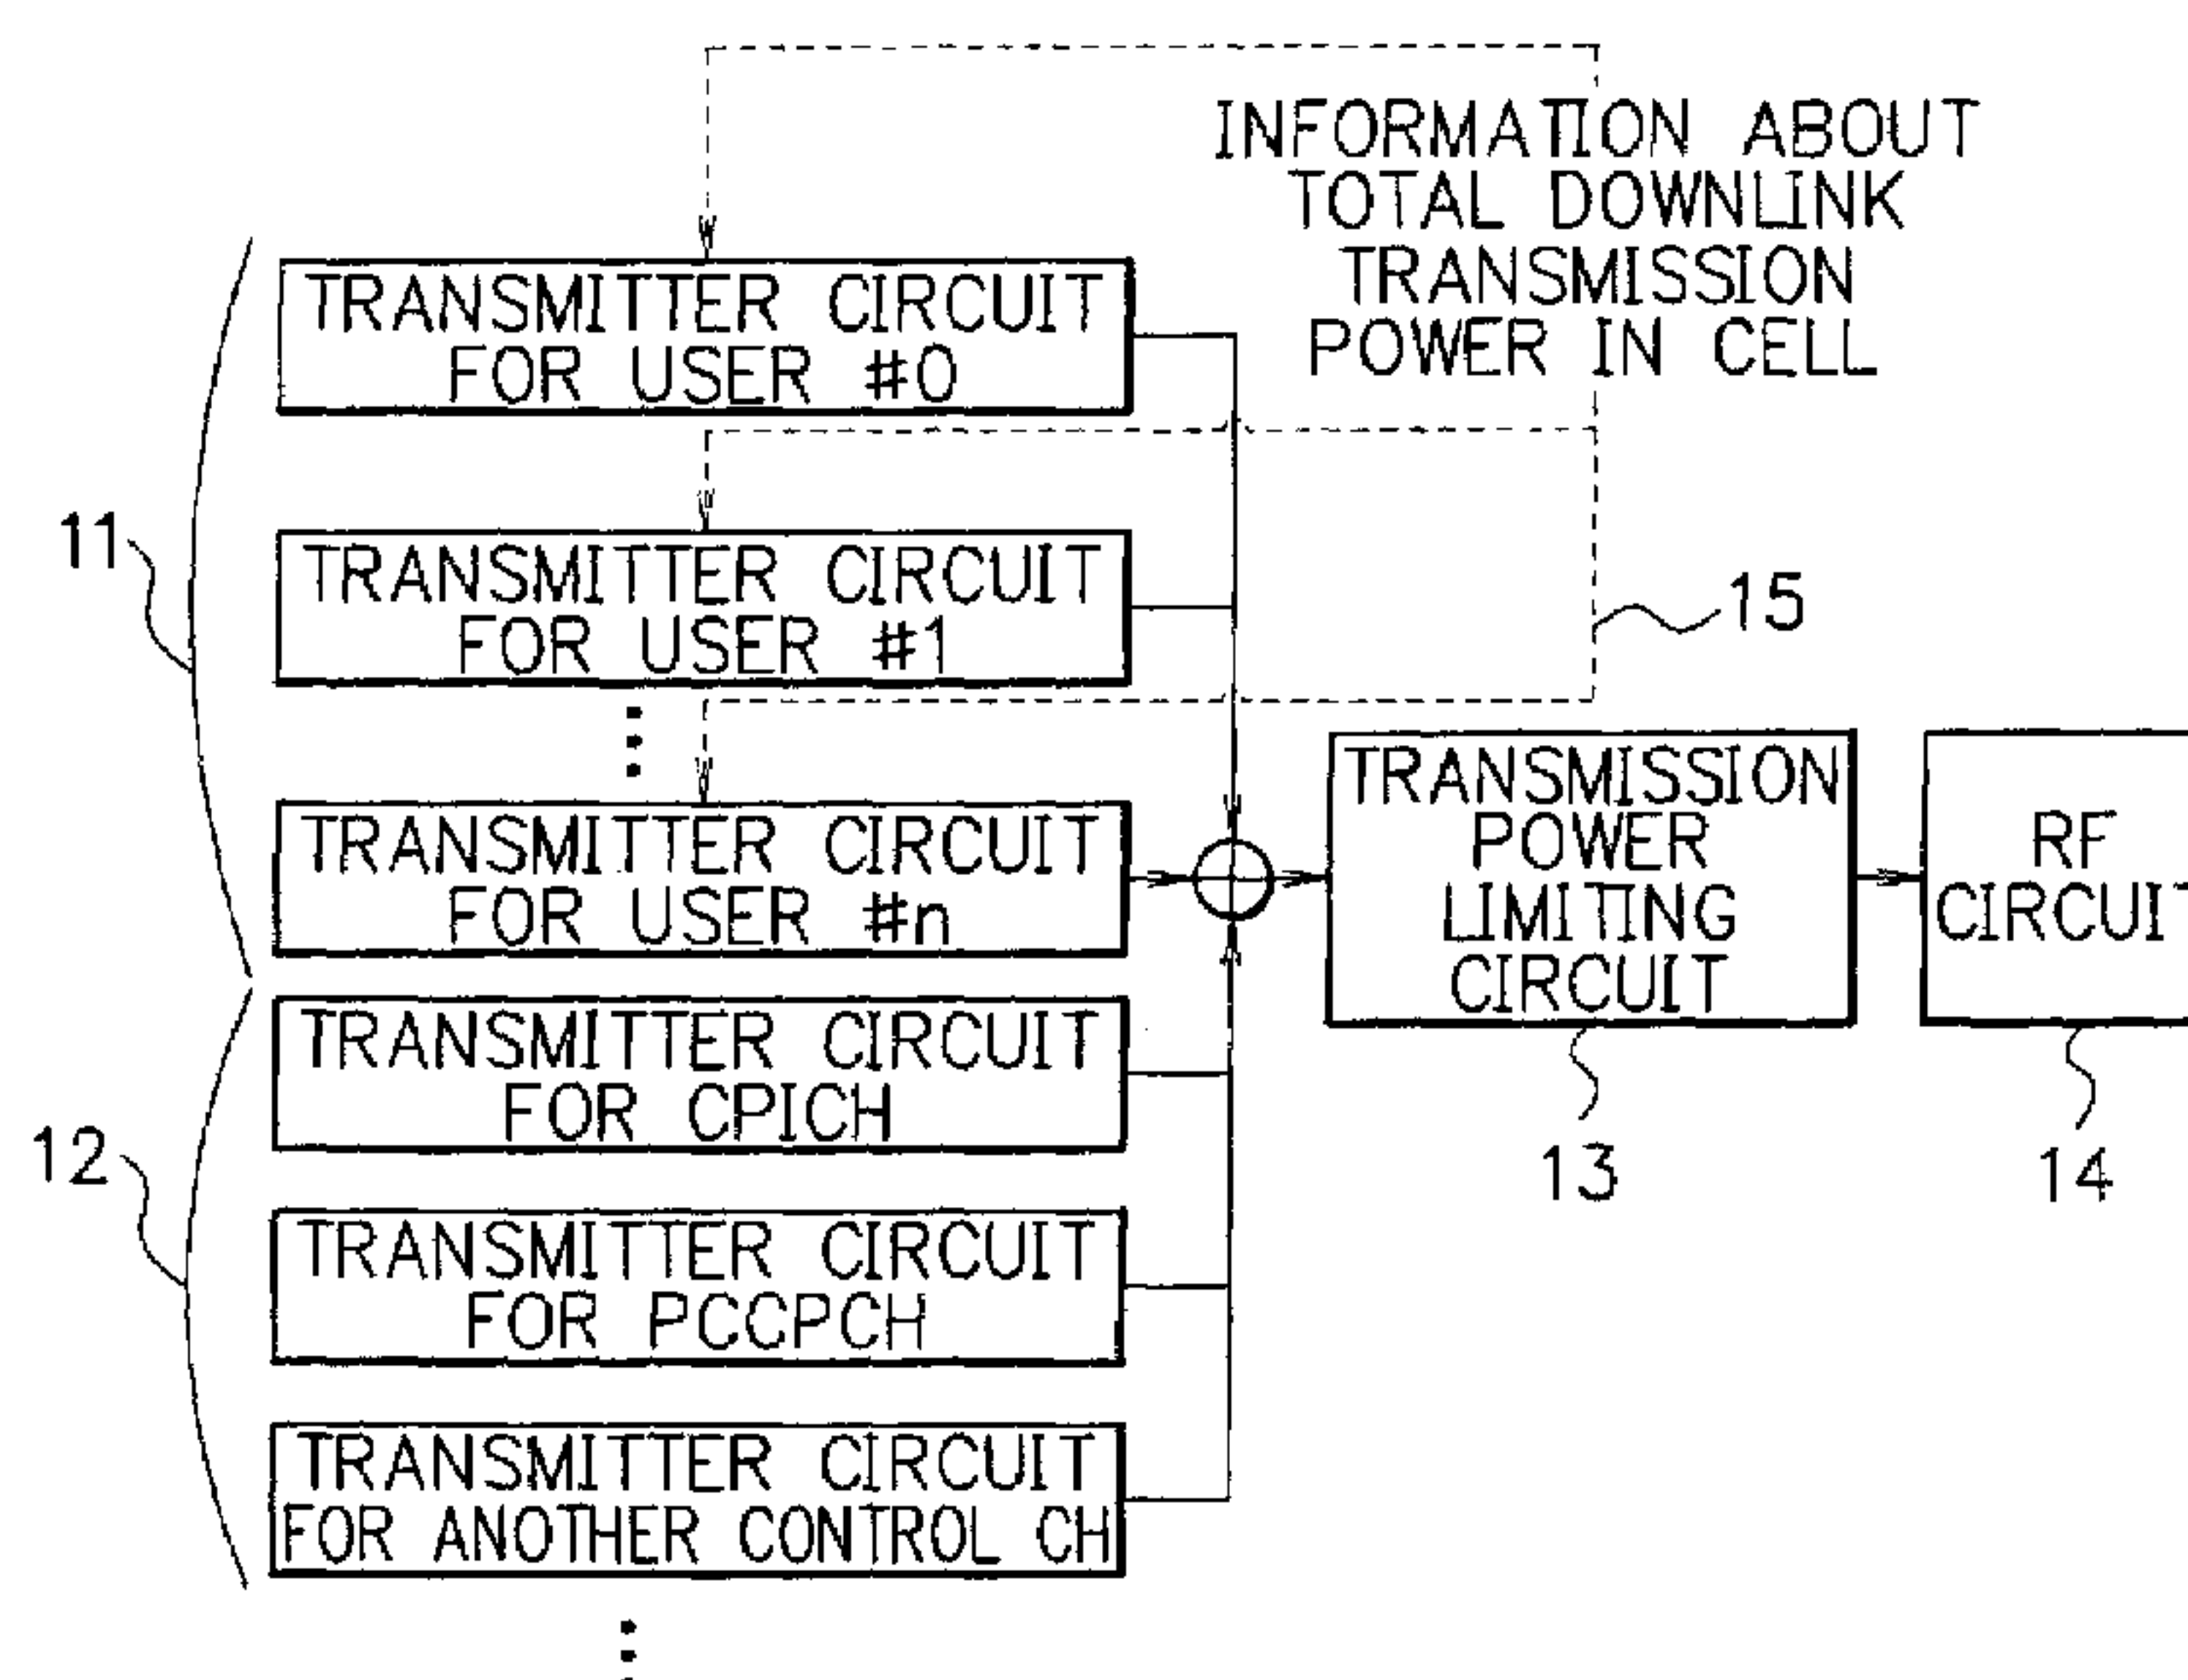 INFORMATION ABOUT
TOTAL DOWNLINK
TRANSMISSION
POWER IN CELL
TRANSMITTER CIRCUIT
FOR USER #0
11
TRANSMITTER CIRCUIT
FOR USER #1
15
TRANSMITTER CIRCUIT
FOR USER #n
TRANSMISSION
POWER
LIMITING
CIRCUIT
RF
CIRCUIT
13
14
12
TRANSMITTER CIRCUIT
FOR CPICH
TRANSMITTER CIRCUIT
FOR PCCPCH
TRANSMITTER CIRCUIT
FOR ANOTHER CONTROL CH